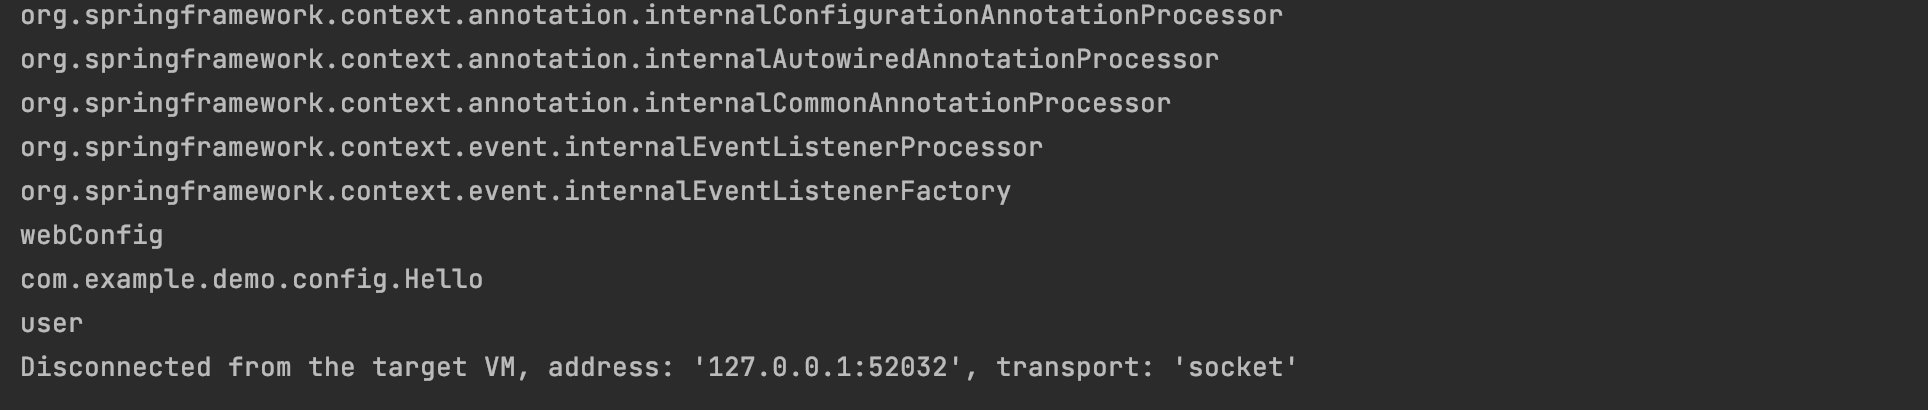 org.springframework.context.annotation.internalConfigurationAnnotationProcessor
org.springframework.context.annotation.internalAutowiredAnnotationProcessor
org.springframework.context.annotation.internalCommonAnnotationProcessor
org.springframework.context.event.internalEventListenerProcessor
org.springframework.context.event.internalEventListenerFactory
webConfig
com.example.demo.config.Hello
user
Disconnected from the target VM, address: '127.0.0.1:52032', transport: 'socket'